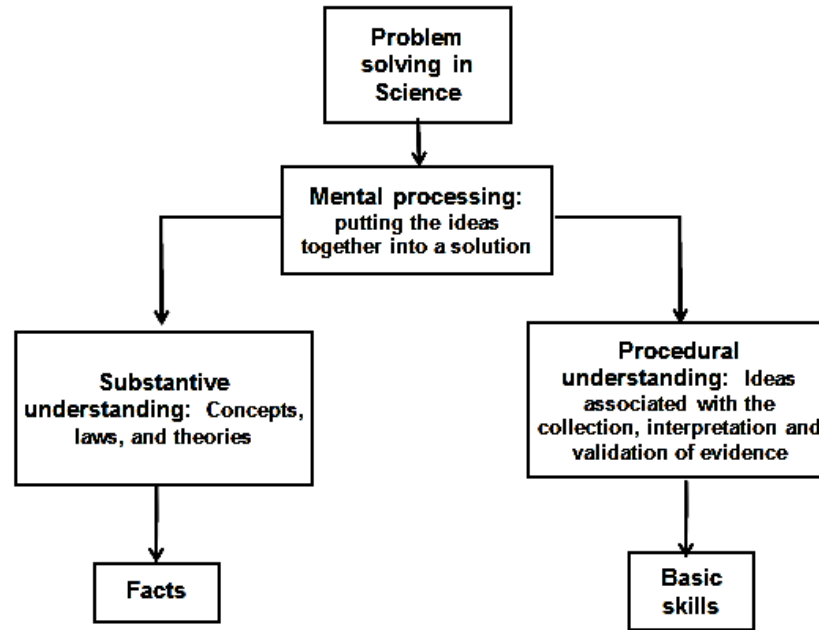 Problem
solving in
Science
Mental processing:
putting the ideas
together into a solution
Substantive
understanding: Concepts,
laws, and theories
Procedural
understanding: Ideas
associated with the
collection, interpretation and
validation of evidence
Facts
Basic
skills